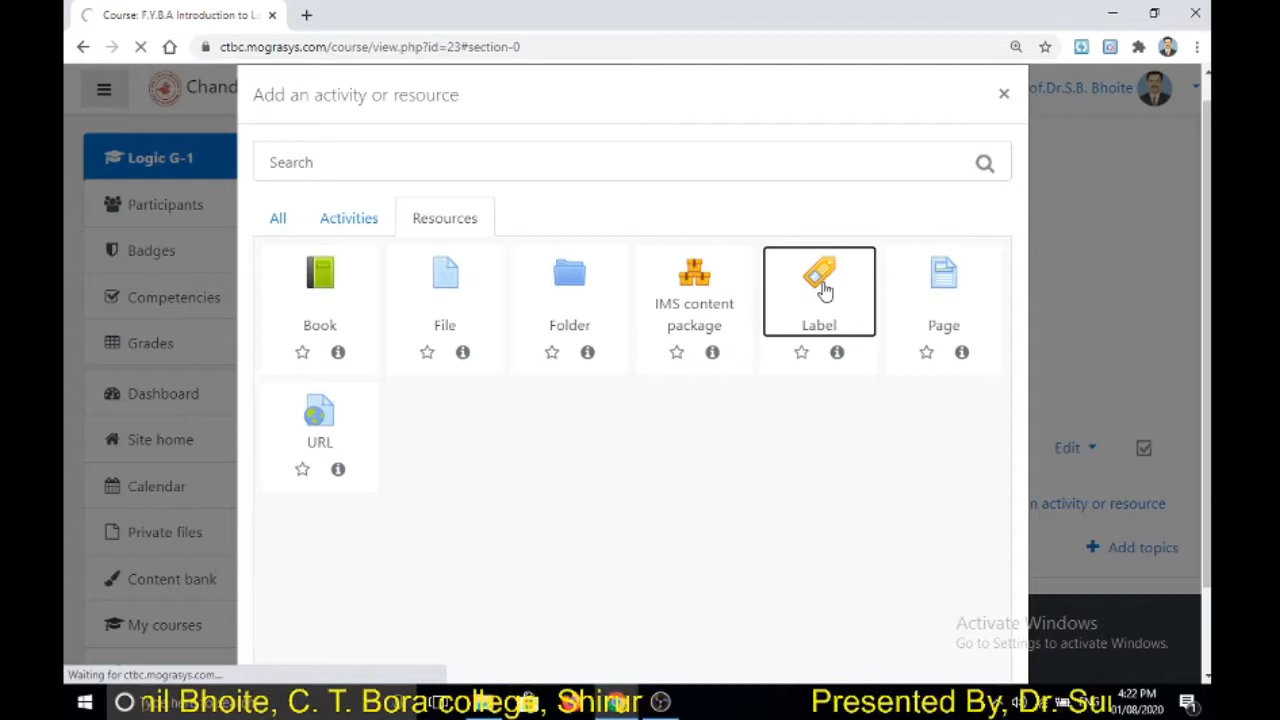 Course: F.Y.B.A Introduction to Lo
ctbc.mograsys.com/course/view.php?id=23#section-0
Chand
of.Dr.S.B. Bhoite
Add an activity or resource
Search
All
Activities
Resources
Book
File
Folder
IMS content
package
Label
Page
URL
Logic G-1
Participants
Badges
Competencies
Grades
Dashboard
Site home
Calendar
Private files
Content bank
My courses
Edit
n activity or resource
Add topics
Activate Windows
Go to Settings to activate Windows.
Waiting for ctbc.mograsys.com...
nil Bhoite, C. T. Bora college, Shirur
Presented By, Dr. Su
4:22 PM
01/08/2020